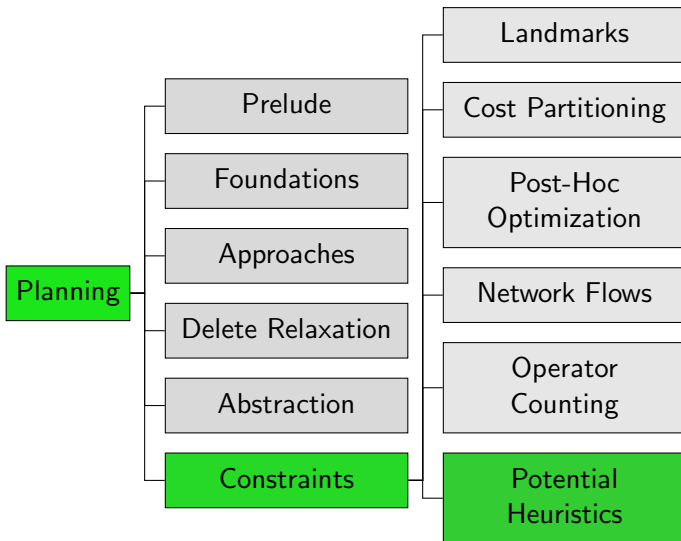 Planning
Prelude
Foundations
Approaches
Delete Relaxation
Abstraction
Constraints
Landmarks
Cost Partitioning
Post-Hoc
Optimization
Network Flows
Operator
Counting
Potential
Heuristics